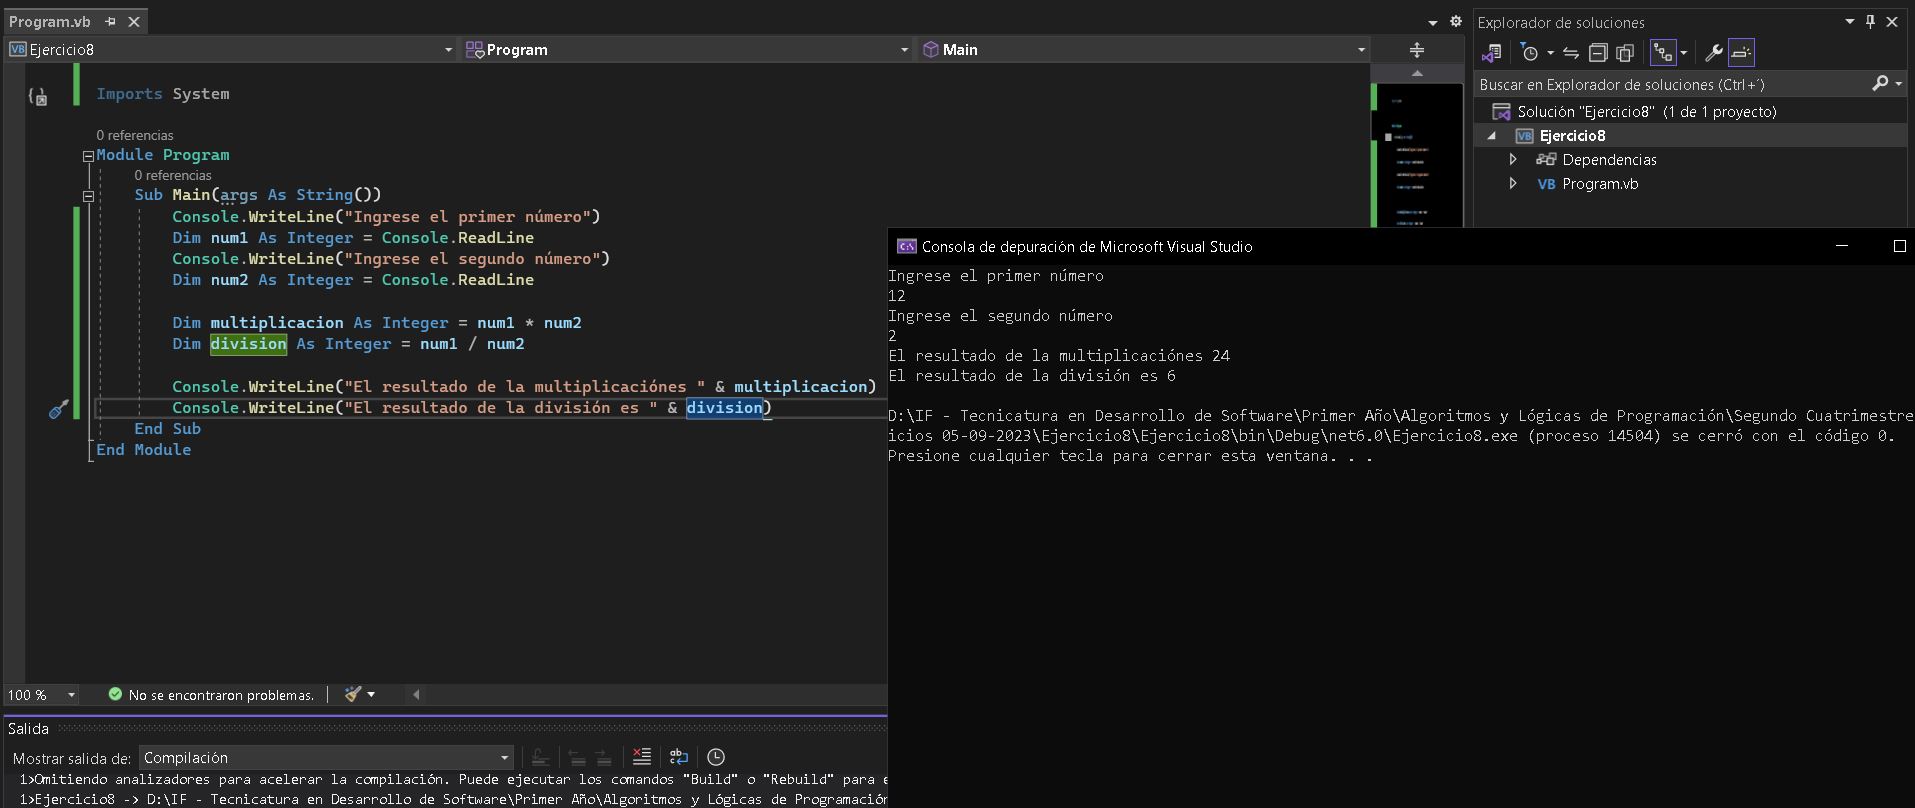 Program.vb
Ejercicio8
Program
Main
Imports System
0 referencias
Module Program
0 referencias
Sub Main(args As String())
Console.WriteLine("Ingrese el primer número")
Dim num1 As Integer = Console.ReadLine
Console.WriteLine("Ingrese el segundo número")
Dim num2 As Integer = Console.ReadLine
Dim multiplicacion As Integer = num1 * num2
Dim division As Integer = num1 / num2
Console.WriteLine("El resultado de la multiplicaciónes " & multiplicacion)
Console.WriteLine("El resultado de la división es " & division)
End Sub
End Module
100 %
No se encontraron problemas.
Salida
Mostrar salida de: Compilación
1>Omitiendo analizadores para acelerar la compilación. Puede ejecutar los comandos "Build" o "Rebuild" para e
1>Ejercicio8 -> D:\IF - Tecnicatura en Desarrollo de Software\Primer Año\Algoritmos y Lógicas de Programación
Explorador de soluciones
Buscar en Explorador de soluciones (Ctrl+´)
Solución "Ejercicio8" (1 de 1 proyecto)
VB Ejercicio8
Dependencias
VB Program.vb
Consola de depuración de Microsoft Visual Studio
Ingrese el primer número
12
Ingrese el segundo número
2
El resultado de la multiplicaciónes 24
El resultado de la división es 6
D:\IF - Tecnicatura en Desarrollo de Software\Primer Año\Algoritmos y Lógicas de Programación\Segundo Cuatrimestre
icios 05-09-2023\Ejercicio8\Ejercicio8\bin\Debug\net6.0\Ejercicio8.exe (proceso 14504) se cerró con el código 0.
Presione cualquier tecla para cerrar esta ventana. . .